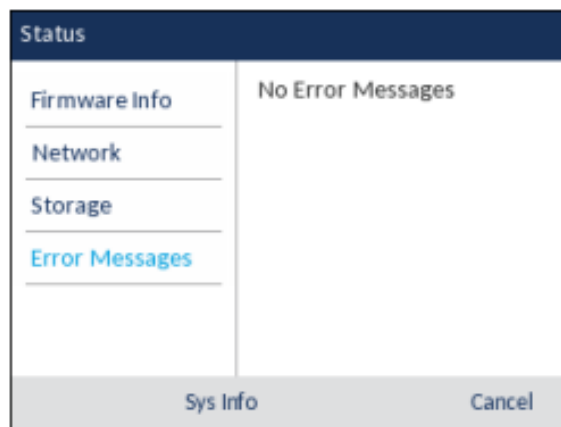 Status
Firmware Info
Network
Storage
Error Messages
No Error Messages
Sys Info
Cancel